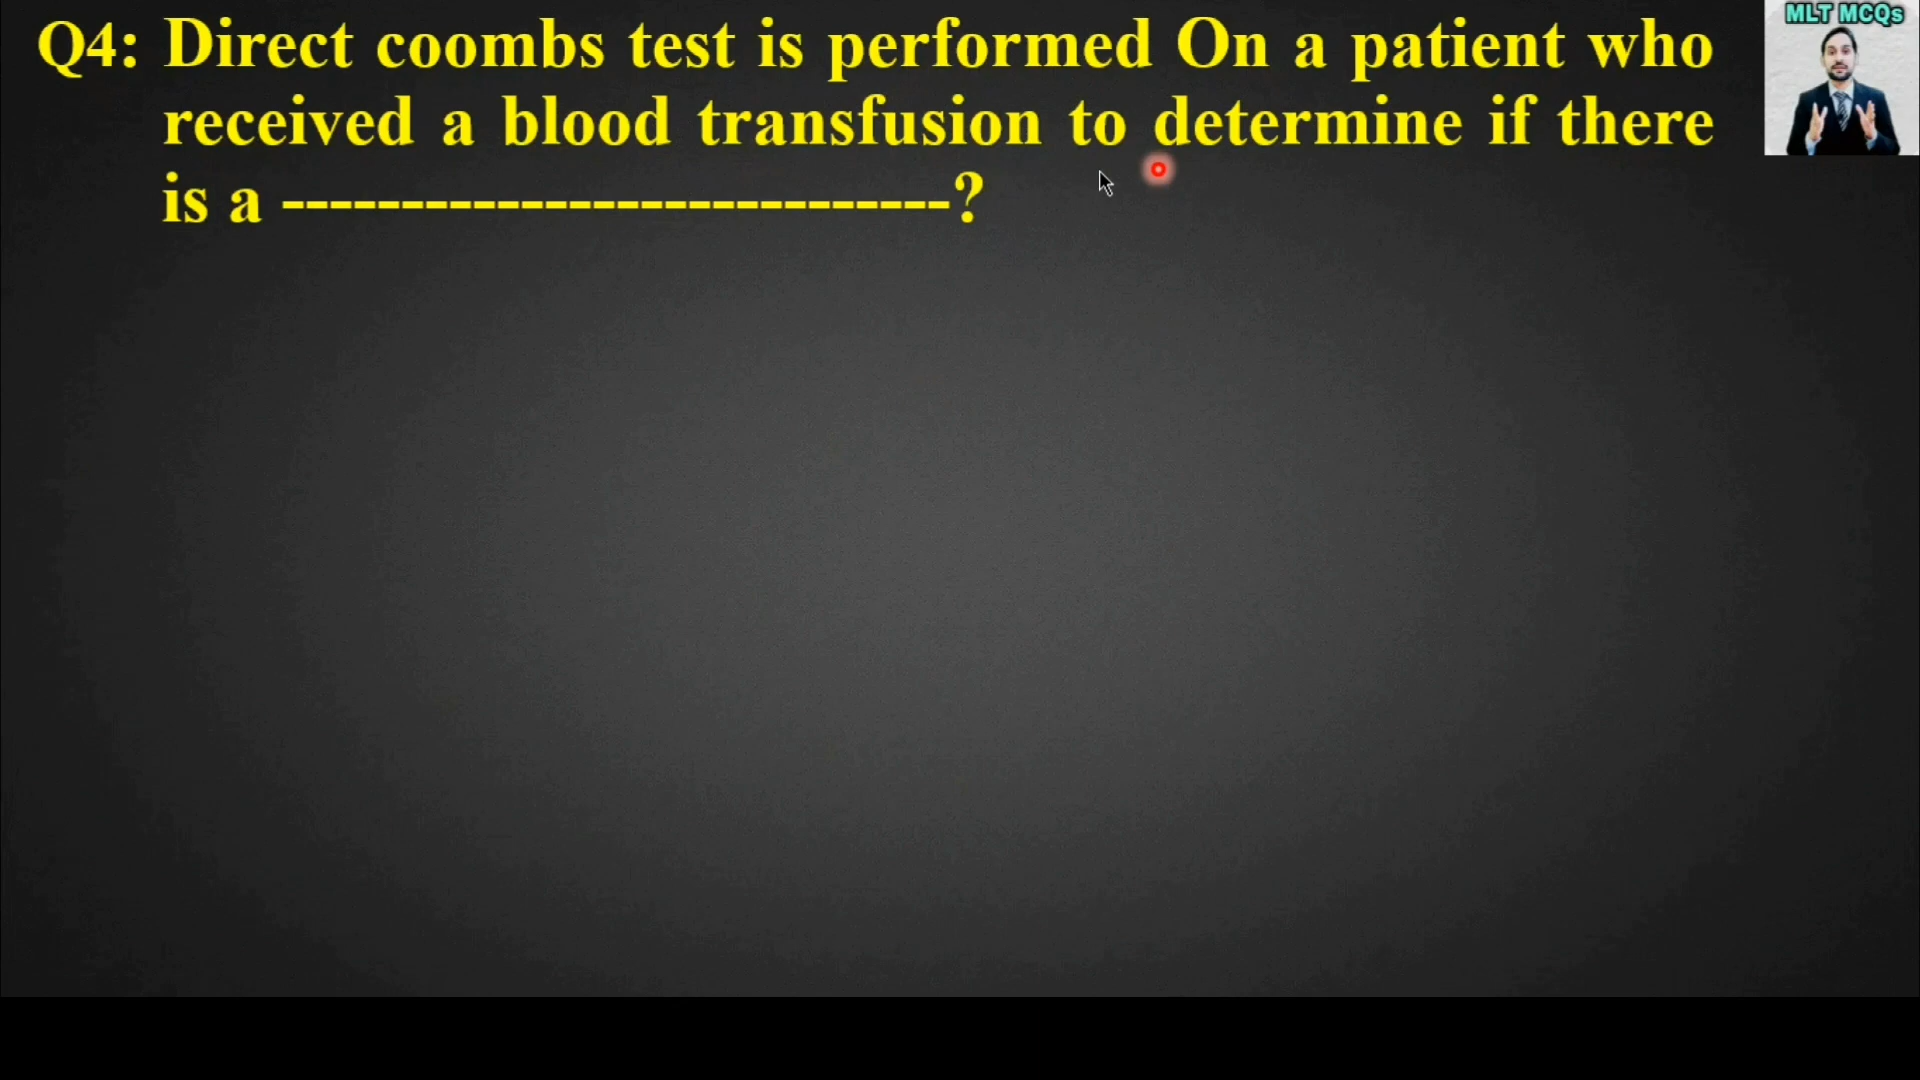 MLT MCQs
Q4: Direct coombs test is performed On a patient who
received a blood transfusion to determine if there
is a ----------------------------?